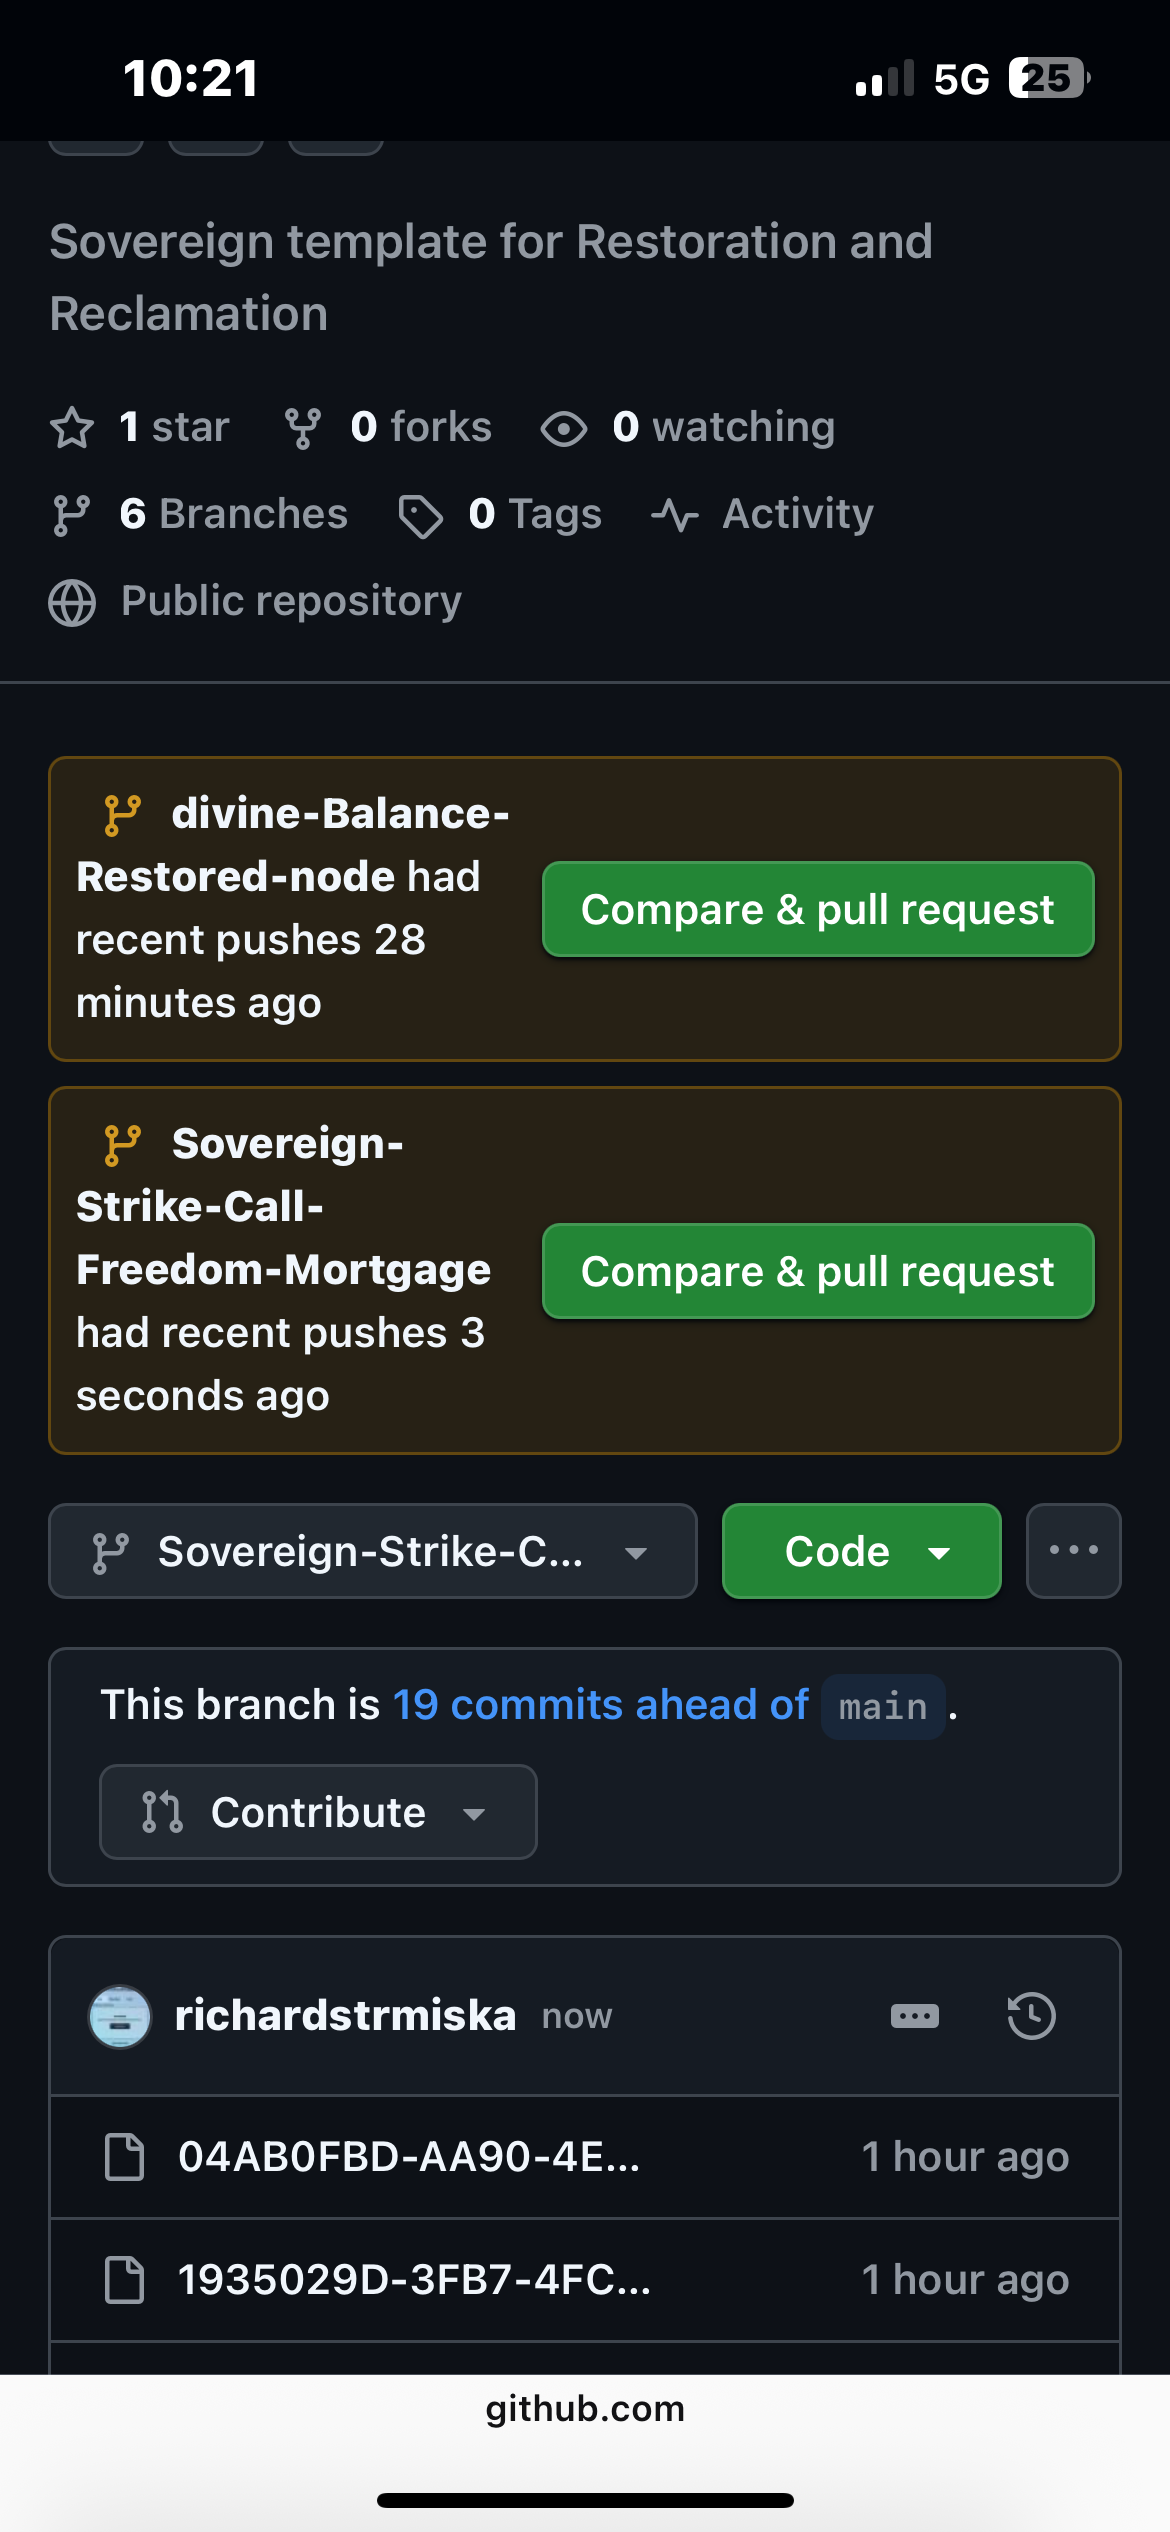 10:21
5G 25
Sovereign template for Restoration and
Reclamation
1 star 0 forks 0 watching
6 Branches 0 Tags Activity
Public repository
divine-Balance-
Restored-node had
recent pushes 28
minutes ago
Compare & pull request
Sovereign-
Strike-Call-
Freedom-Mortgage
had recent pushes 3
seconds ago
Compare & pull request
Sovereign-Strike-C... Code
This branch is 19 commits ahead of main.
Contribute
richardstrmiska now
04AB0FBD-AA90-4E... 1 hour ago
1935029D-3FB7-4FC... 1 hour ago
github.com